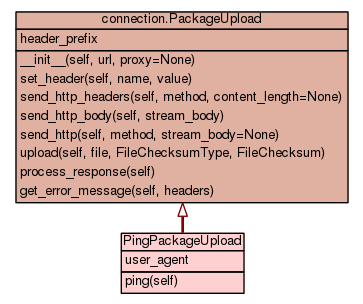 connection.PackageUpload
header_prefix
__init__(self, url, proxy=None)
set_header(self, name, value)
send_http_headers(self, method, content_length=None)
send_http_body(self, stream_body)
send_http(self, method, stream_body=None)
upload(self, file, FileChecksumType, FileChecksum)
process_response(self)
get_error_message(self, headers)
PingPackageUpload
user_agent
ping(self)